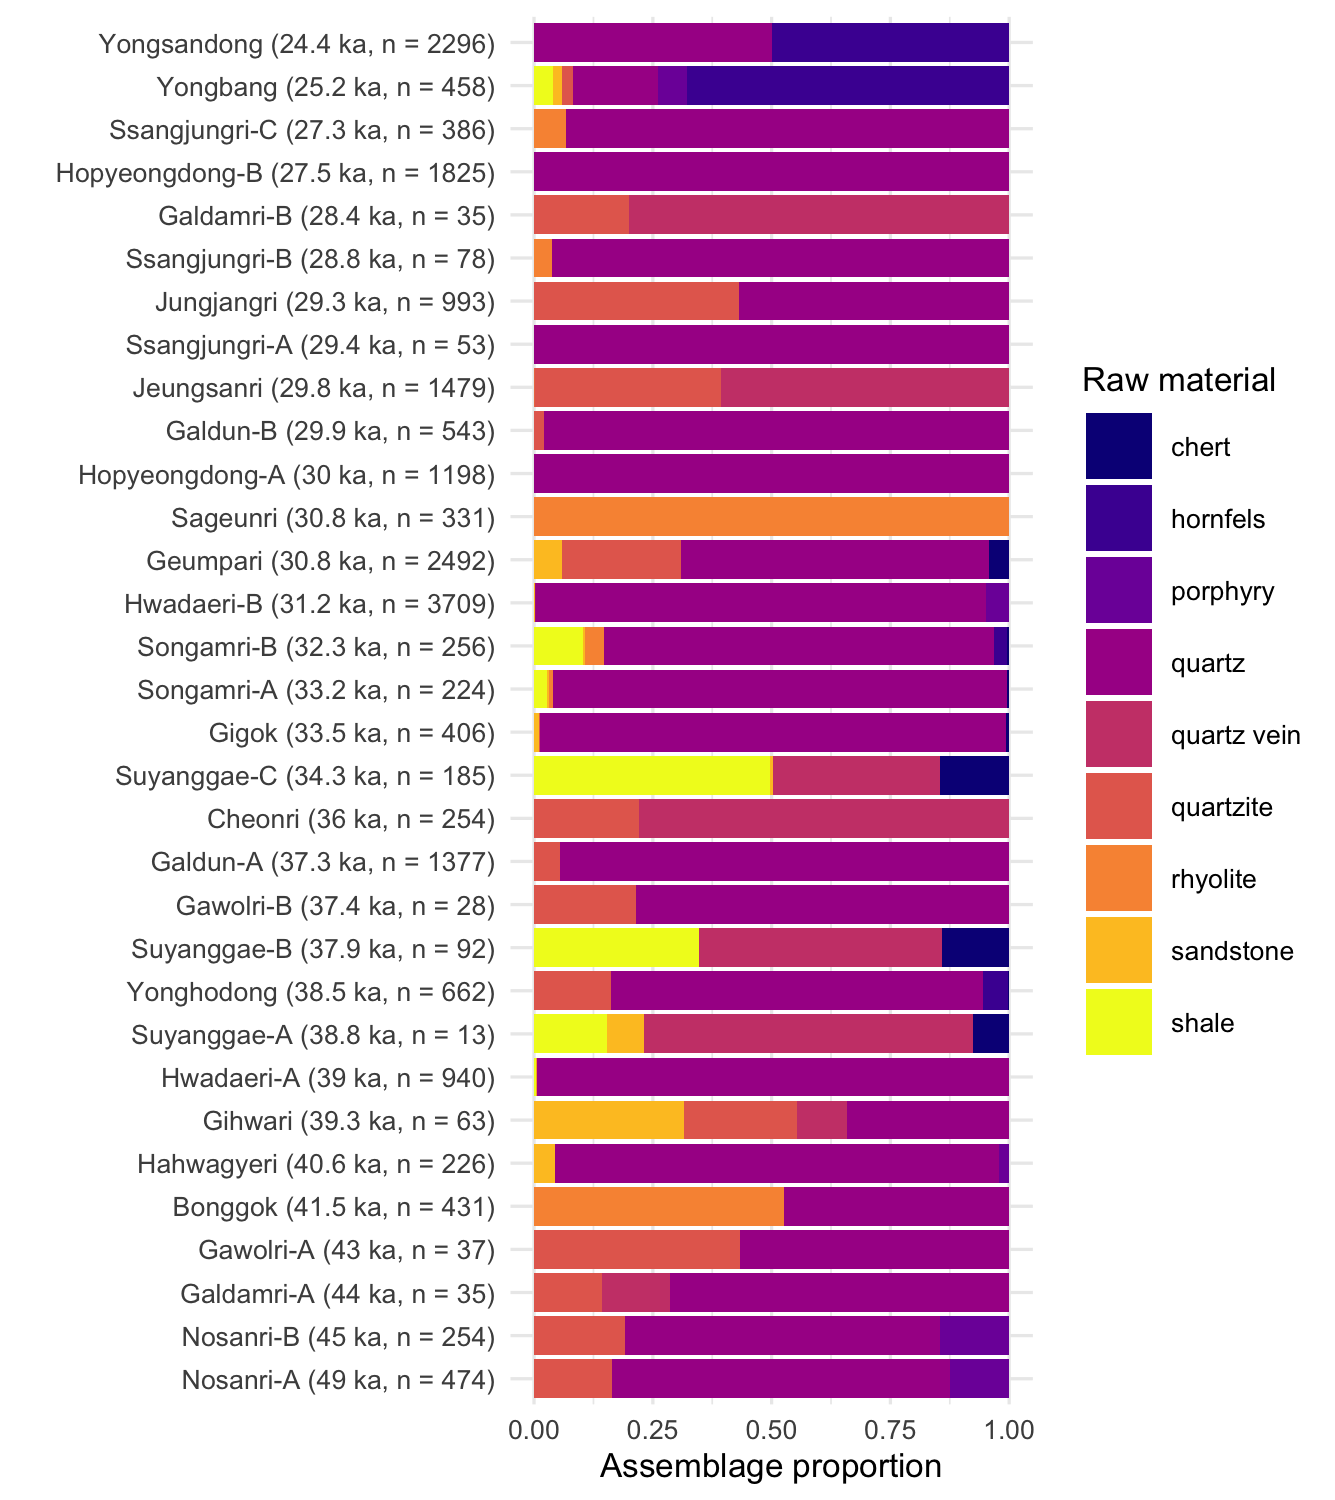 Yongsandong (24.4 ka, n = 2296)
Yongbang (25.2 ka, n = 458)
Ssangjungri-C (27.3 ka, n = 386)
Hopyeongdong-B (27.5 ka, n = 1825)
Galdamri-B (28.4 ka, n = 35)
Ssangjungri-B (28.8 ka, n = 78)
Jungjangri (29.3 ka, n = 993)
Ssangjungri-A (29.4 ka, n = 53)
Jeungsanri (29.8 ka, n = 1479)
Galdun-B (29.9 ka, n = 543)
Hopyeongdong-A (30 ka, n = 1198)
Sageunri (30.8 ka, n = 331)
Geumpari (30.8 ka, n = 2492)
Hwadaeri-B (31.2 ka, n = 3709)
Songamri-B (32.3 ka, n = 256)
Songamri-A (33.2 ka, n = 224)
Gigok (33.5 ka, n = 406)
Suyanggae-C (34.3 ka, n = 185)
Cheonri (36 ka, n = 254)
Galdun-A (37.3 ka, n = 1377)
Gawolri-B (37.4 ka, n = 28)
Suyanggae-B (37.9 ka, n = 92)
Yonghodong (38.5 ka, n = 662)
Suyanggae-A (38.8 ka, n = 13)
Hwadaeri-A (39 ka, n = 940)
Gihwari (39.3 ka, n = 63)
Hahwagyeri (40.6 ka, n = 226)
Bonggok (41.5 ka, n = 431)
Gawolri-A (43 ka, n = 37)
Galdamri-A (44 ka, n = 35)
Nosanri-B (45 ka, n = 254)
Nosanri-A (49 ka, n = 474)
0.00 0.25 0.50 0.75 1.00
Assemblage proportion
Raw material
chert
hornfels
porphyry
quartz
quartz vein
quartzite
rhyolite
sandstone
shale